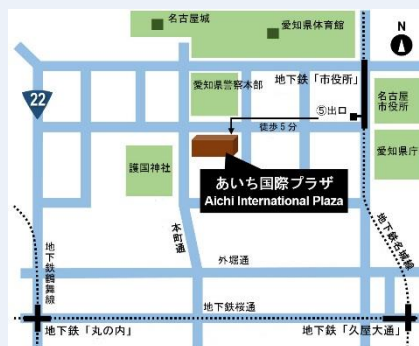 名古屋城
愛知県体育館
N
地下鉄「市役所」
愛知県警察本部
22
⑤出口
名古屋
市役所
徒歩5分
愛知県庁
護国神社
あいち国際プラザ
Aichi International Plaza
本町通
地下鉄名城線
地下鉄鶴舞線
外堀通
地下鉄桜通
地下鉄「丸の内」
地下鉄「久屋大通」